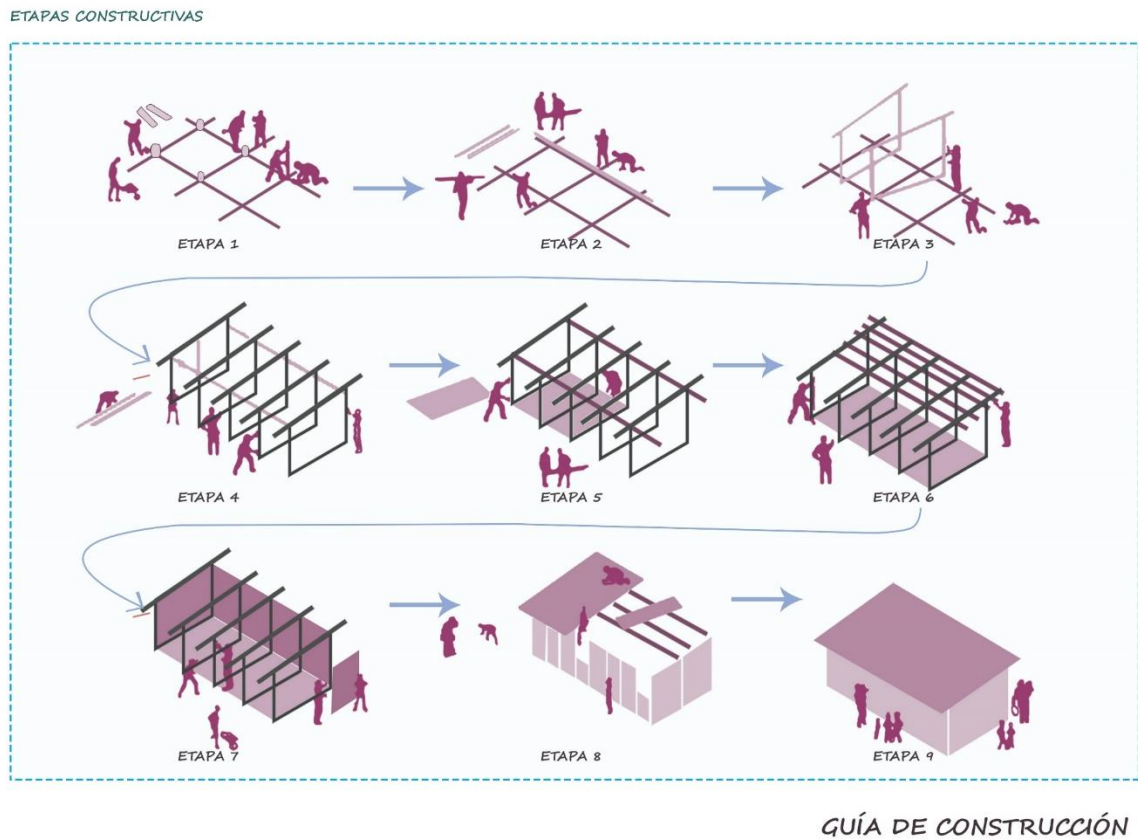 ETAPAS CONSTRUCTIVAS
ETAPA 1
ETAPA 2
ETAPA 3
ETAPA 4
ETAPA 5
ETAPA 6
ETAPA 7
ETAPA 8
ETAPA 9
GUÍA DE CONSTRUCCIÓN